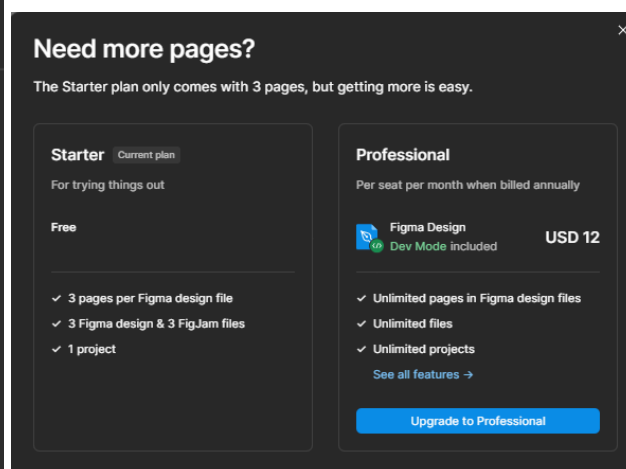 Need more pages?
The Starter plan only comes with 3 pages, but getting more is easy.
Starter Current plan
For trying things out
Free
3 pages per Figma design file
3 Figma design & 3 FigJam files
1 project
Professional
Per seat per month when billed annually
Figma Design
Dev Mode included
USD 12
Unlimited pages in Figma design files
Unlimited files
Unlimited projects
See all features →
Upgrade to Professional